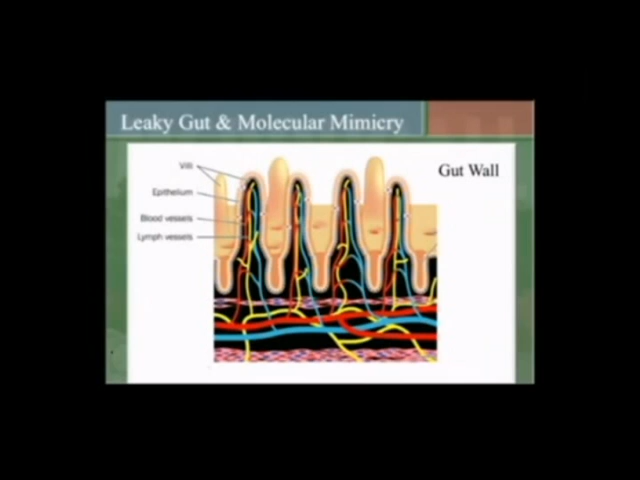 Leaky Gut & Molecular Mimicry
Gut Wall
Villi
Epithelium
Blood vessels
Lymph vessels